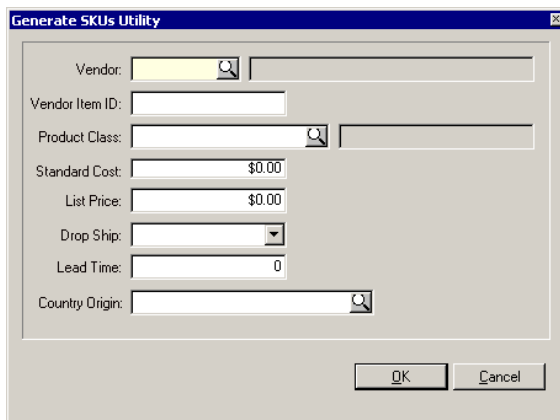 Generate SKUs Utility
Vendor:
Vendor Item ID:
Product Class:
Standard Cost: $0.00
List Price: $0.00
Drop Ship:
Lead Time: 0
Country Origin:
OK Cancel